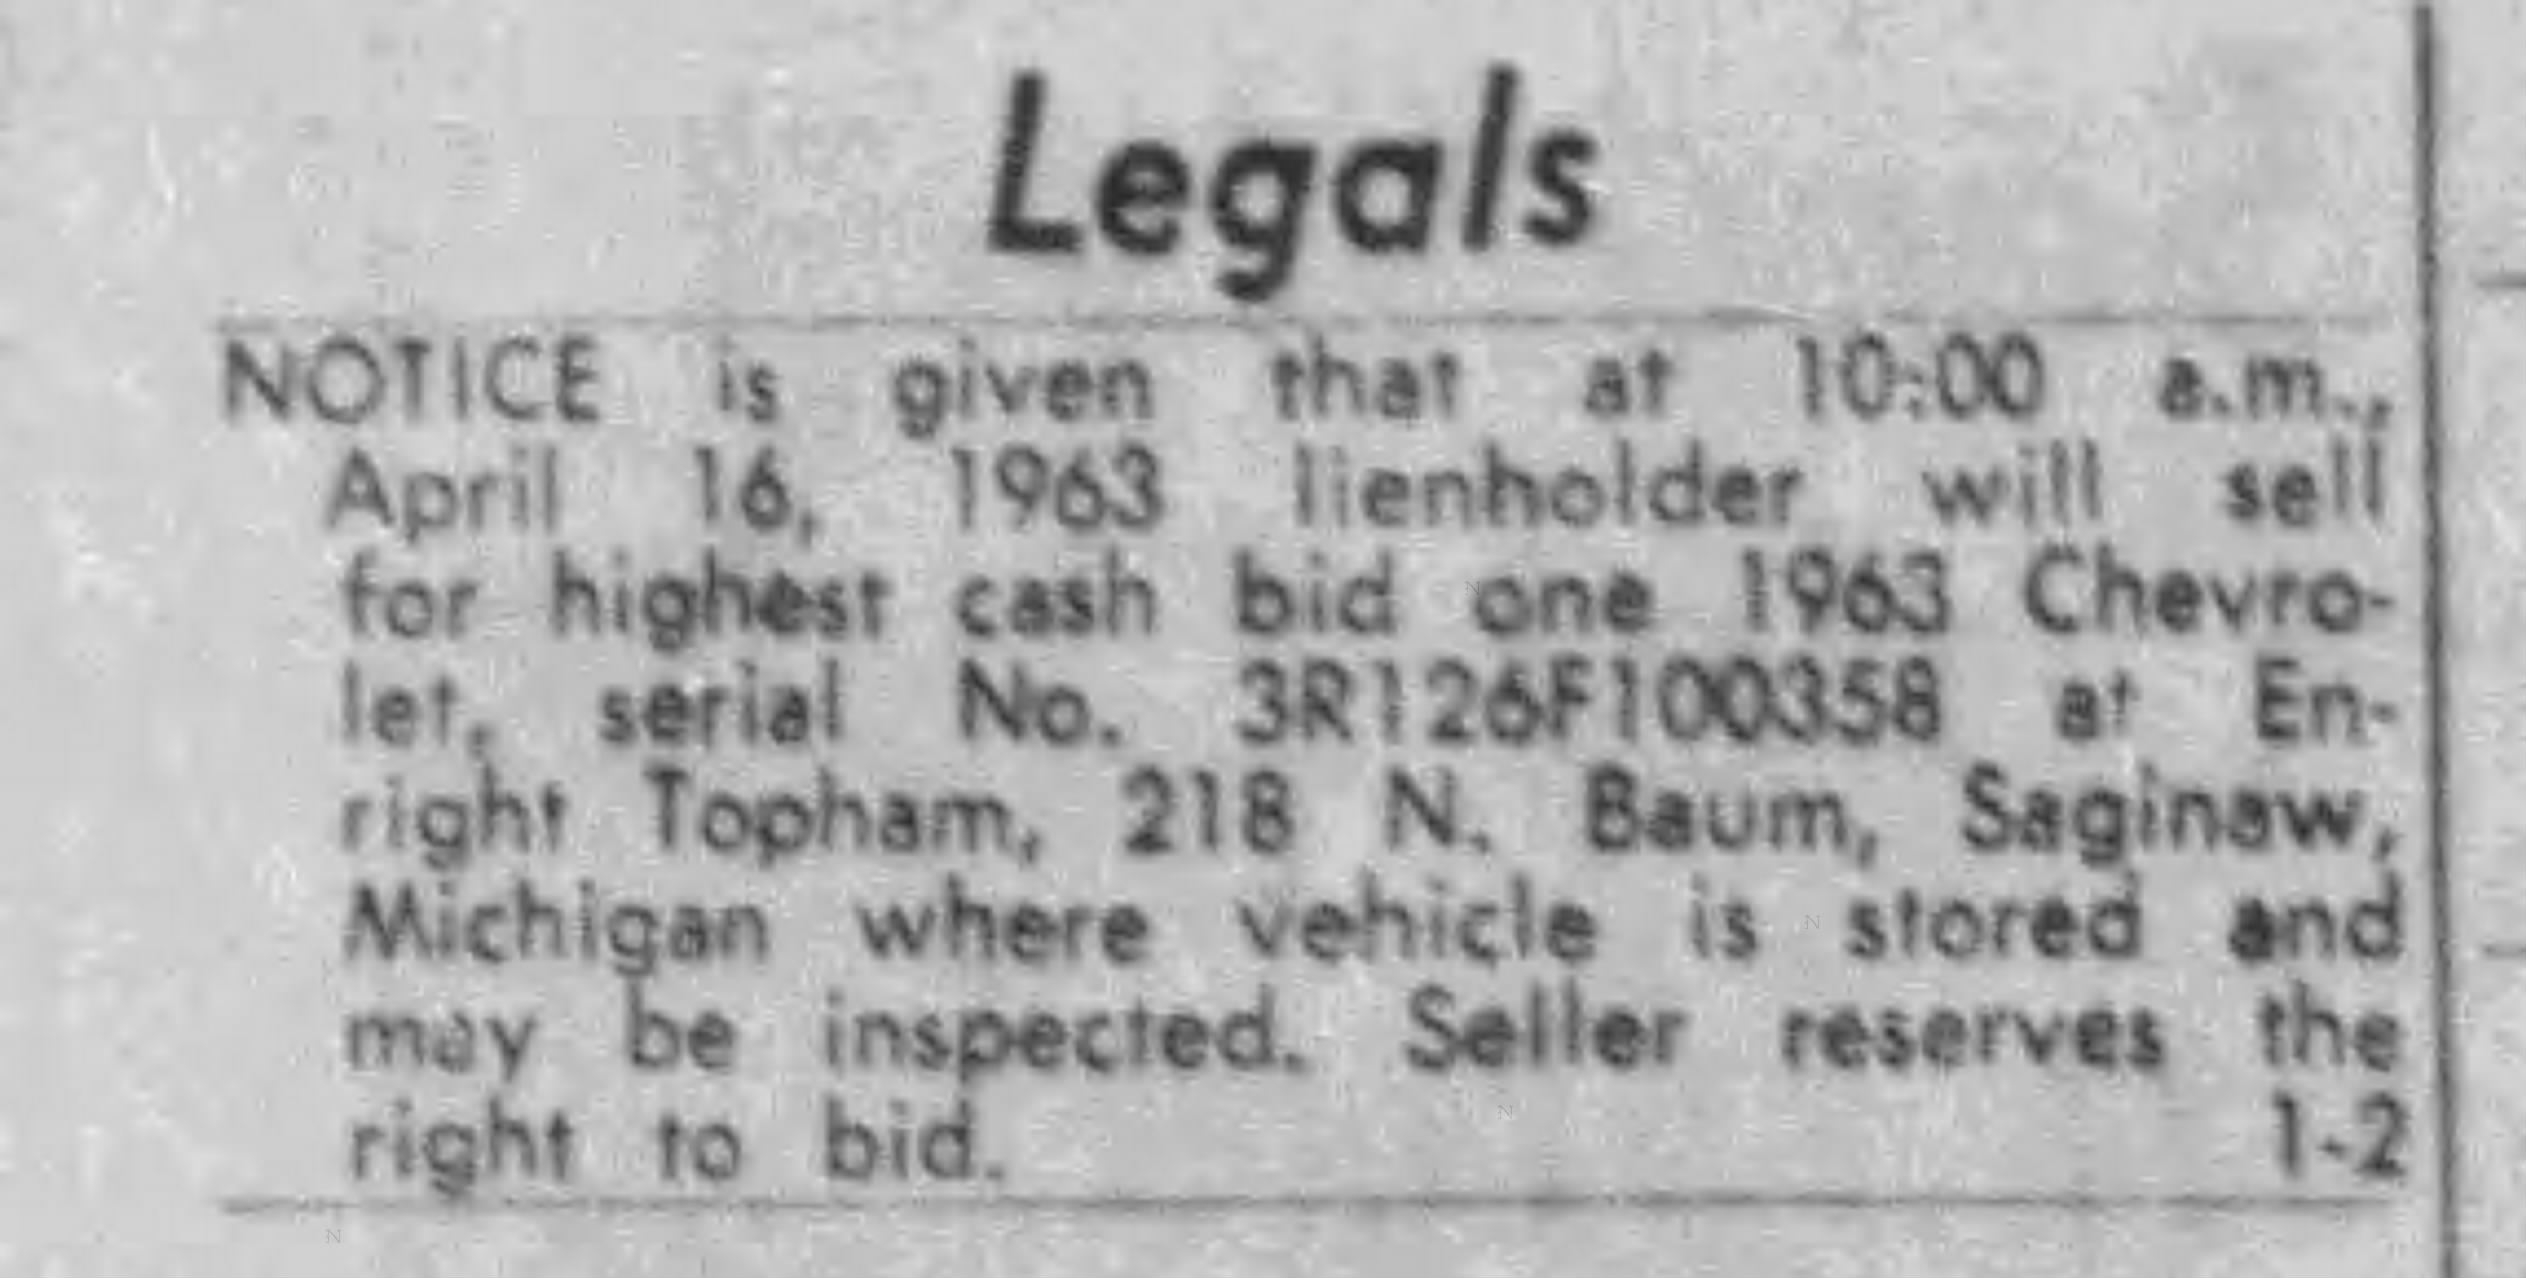 Legals
NOTICE is given that at 10:00 a.m.,
April 16, 1963 lienholder will sell
for highest cash bid one 1963 Chevro-
let, serial No. 3R126F100358 at En-
right Topham, 218 N. Baum, Saginaw,
Michigan where vehicle is stored and
may be inspected. Seller reserves the
right to bid. 1-2